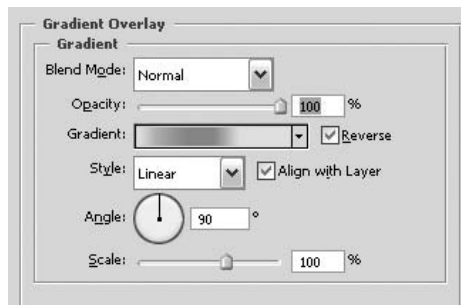 Gradient Overlay
Gradient
Blend Mode: Normal
Opacity: 100 %
Gradient: Reverse
Style: Linear Align with Layer
Angle: 90 °
Scale: 100 %